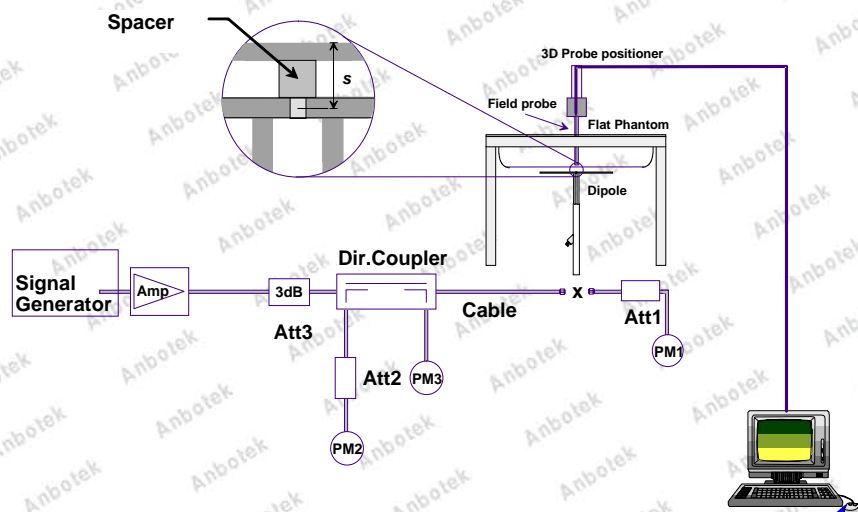 Spacer
s
3D Probe positioner
Field probe
Flat Phantom
Dipole
Signal
Generator
Amp
3dB
Att3
Dir.Coupler
Cable
x
Att1
PM1
Att2
PM3
PM2
Anbotek